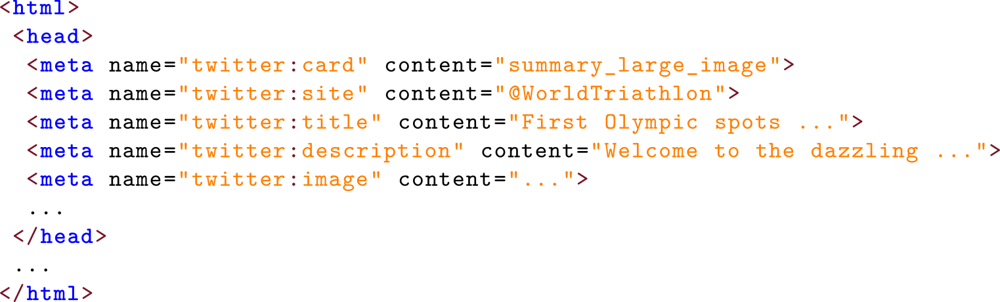 <html>
<head>
<meta name="twitter:card" content="summary_large_image">
<meta name="twitter:site" content="@WorldTriathlon">
<meta name="twitter:title" content="First Olympic spots ...">
<meta name="twitter:description" content="Welcome to the dazzling ...">
<meta name="twitter:image" content="...">
...
</head>
...
</html>